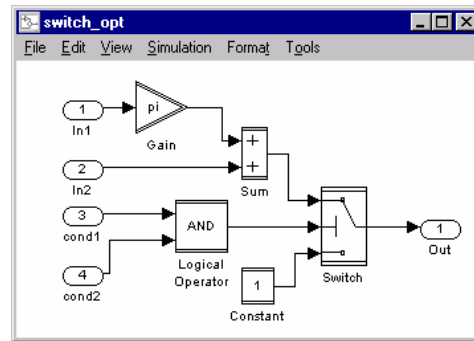 switch_opt
File Edit View Simulation Format Tools
1
In1
pi
Gain
2
In2
+
+
Sum
3
cond1
AND
Logical
Operator
4
cond2
1
Constant
Switch
1
Out